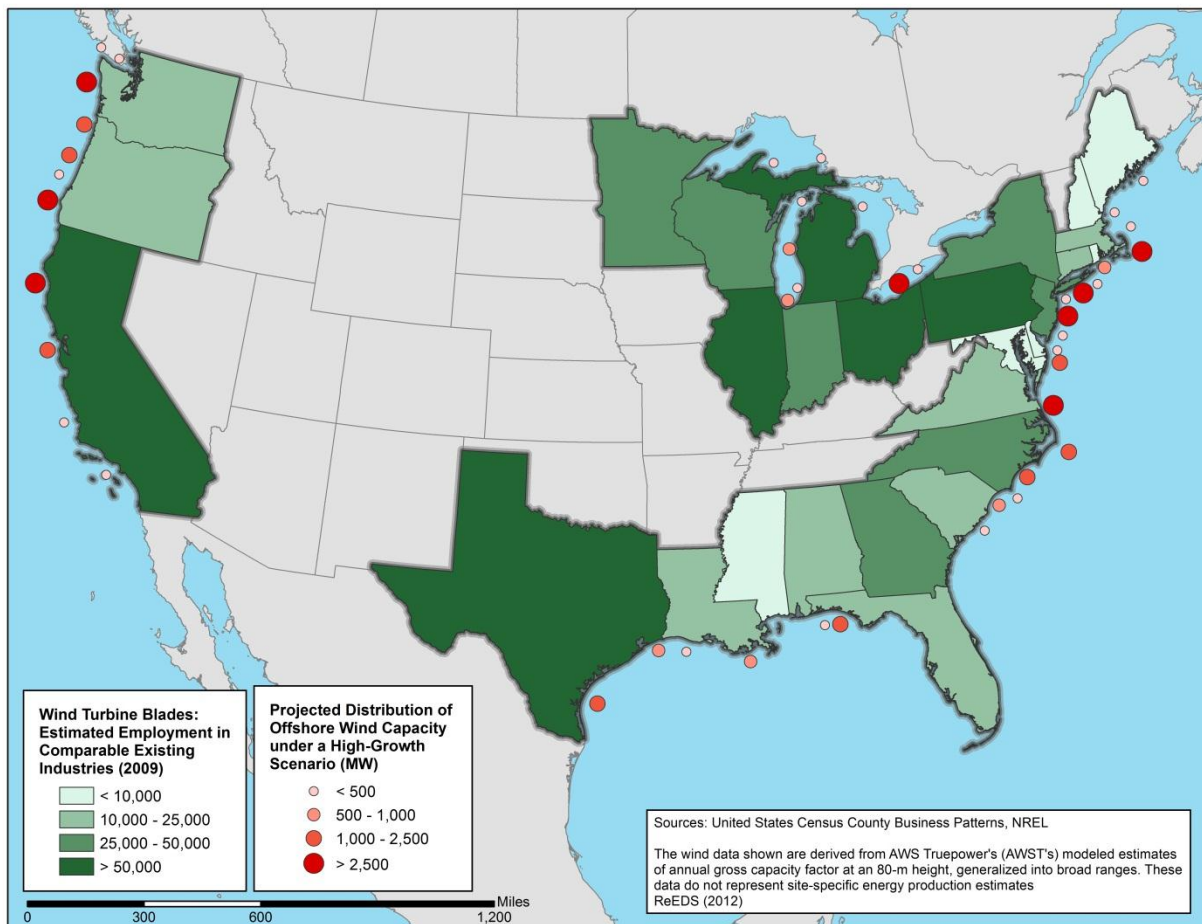 Wind Turbine Blades:
Estimated Employment in
Comparable Existing
Industries (2009)
< 10,000
10,000 - 25,000
25,000 - 50,000
> 50,000
Projected Distribution of
Offshore Wind Capacity
under a High-Growth
Scenario (MW)
< 500
500 - 1,000
1,000 - 2,500
> 2,500
Sources: United States Census County Business Patterns, NREL
The wind data shown are derived from AWS Truepower's (AWST's) modeled estimates
of annual gross capacity factor at an 80-m height, generalized into broad ranges. These
data do not represent site-specific energy production estimates
ReEDS (2012)
Miles
0 300 600 1,200